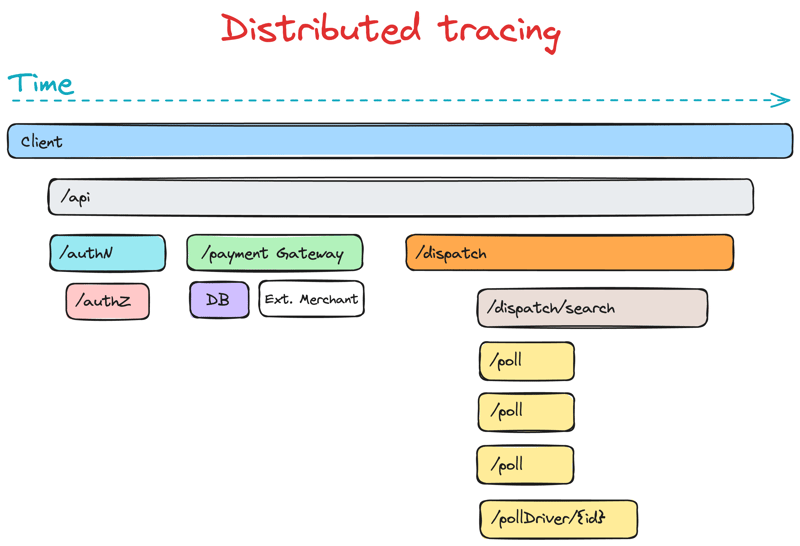 Distributed tracing
Time
Client
/api
/authN
/payment Gateway
/dispatch
/authZ
DB
Ext. Merchant
/dispatch/search
/poll
/poll
/poll
/pollDriver/{id}